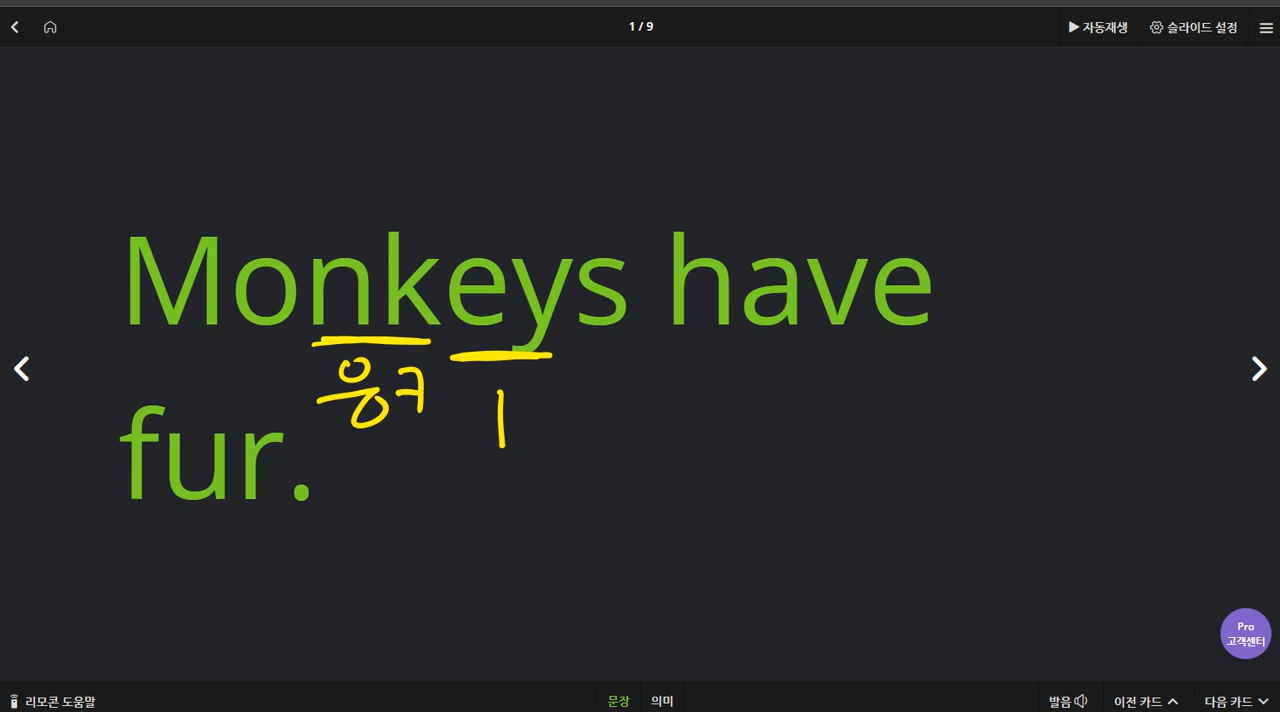 1 / 9
자동재생
슬라이드 설정
Monkeys have
fur.
응ㅋ
ㅣ
Pro
고객센터
리모콘 도움말
문장
의미
발음
이전 카드
다음 카드